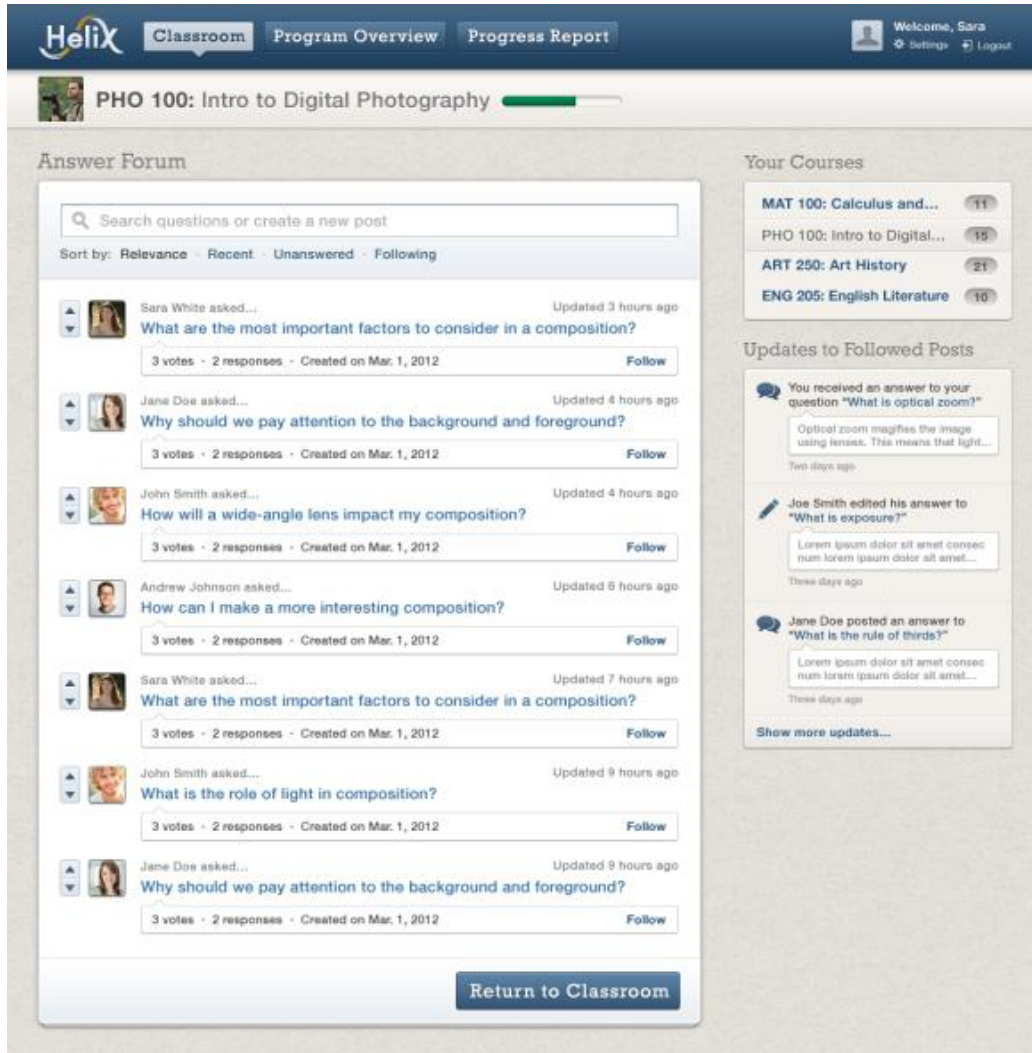 Helix
Classroom
Program Overview
Progress Report
Welcome, Sara
Settings
Logout
PHO 100: Intro to Digital Photography
Answer Forum
Search questions or create a new post
Sort by: Relevance · Recent · Unanswered · Following
Sara White asked...
Updated 3 hours ago
What are the most important factors to consider in a composition?
3 votes · 2 responses · Created on Mar. 1, 2012
Follow
Jane Doe asked...
Updated 4 hours ago
Why should we pay attention to the background and foreground?
3 votes · 2 responses · Created on Mar. 1, 2012
Follow
John Smith asked...
Updated 4 hours ago
How will a wide-angle lens impact my composition?
3 votes · 2 responses · Created on Mar. 1, 2012
Follow
Andrew Johnson asked...
Updated 6 hours ago
How can I make a more interesting composition?
3 votes · 2 responses · Created on Mar. 1, 2012
Follow
Sara White asked...
Updated 7 hours ago
What are the most important factors to consider in a composition?
3 votes · 2 responses · Created on Mar. 1, 2012
Follow
John Smith asked...
Updated 9 hours ago
What is the role of light in composition?
3 votes · 2 responses · Created on Mar. 1, 2012
Follow
Jane Doe asked...
Updated 9 hours ago
Why should we pay attention to the background and foreground?
3 votes · 2 responses · Created on Mar. 1, 2012
Follow
Return to Classroom
Your Courses
MAT 100: Calculus and... 11
PHO 100: Intro to Digital... 15
ART 250: Art History 21
ENG 205: English Literature 10
Updates to Followed Posts
You received an answer to your
question "What is optical zoom?"
Optical zoom magifies the image
using lenses. This means that light...
Two days ago
Joe Smith edited his answer to
"What is exposure?"
Lorem ipsum dolor sit amet consec
num lorem ipsum dolor sit amet...
Three days ago
Jane Doe posted an answer to
"What is the rule of thirds?"
Lorem ipsum dolor sit amet consec
num lorem ipsum dolor sit amet...
Three days ago
Show more updates...